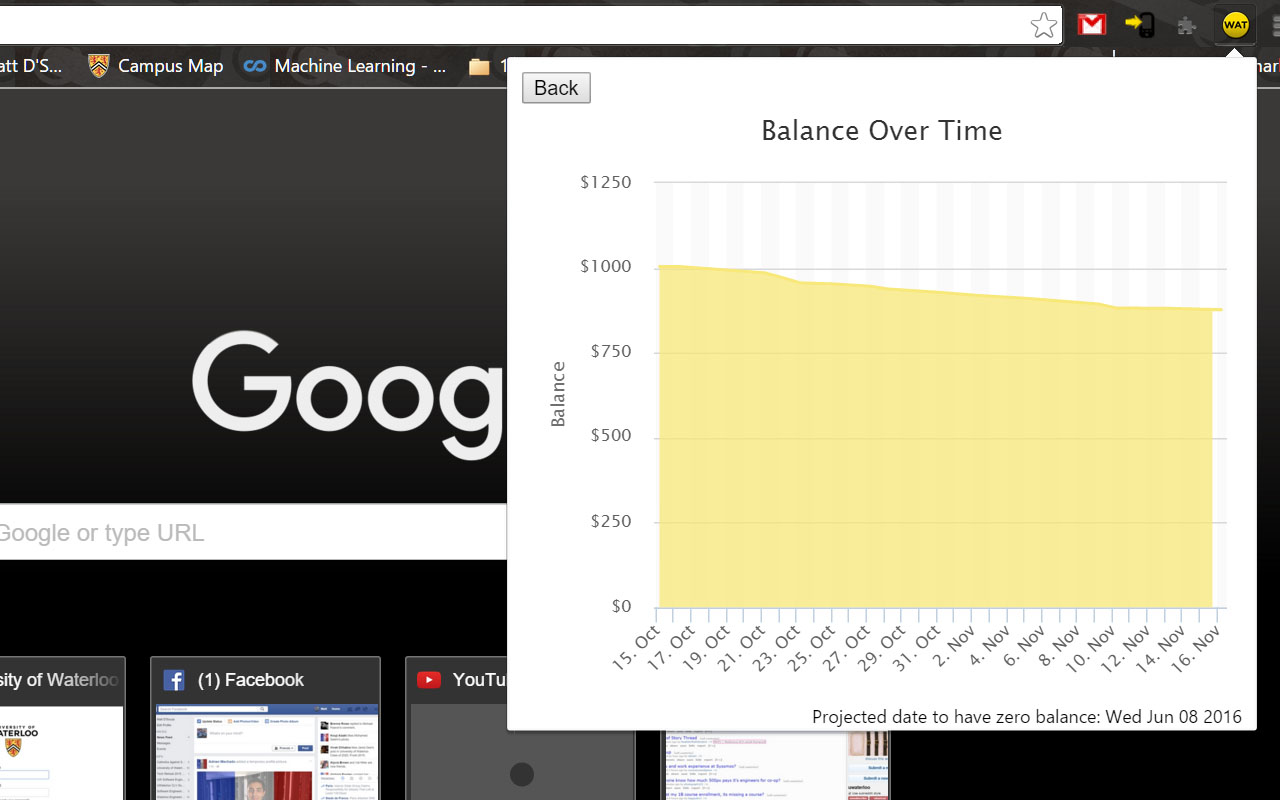 WAT
att D'S...
Campus Map
Machine Learning - ...
Back
Balance Over Time
$1250
$1000
$750
$500
$250
$0
Balance
15. Oct
17. Oct
19. Oct
21. Oct
23. Oct
25. Oct
27. Oct
29. Oct
31. Oct
2. Nov
4. Nov
6. Nov
8. Nov
10. Nov
12. Nov
14. Nov
16. Nov
Projected date to have zero balance: Wed Jun 08 2016
Goog
Google or type URL
sity of Waterloo
(1) Facebook
YouTu